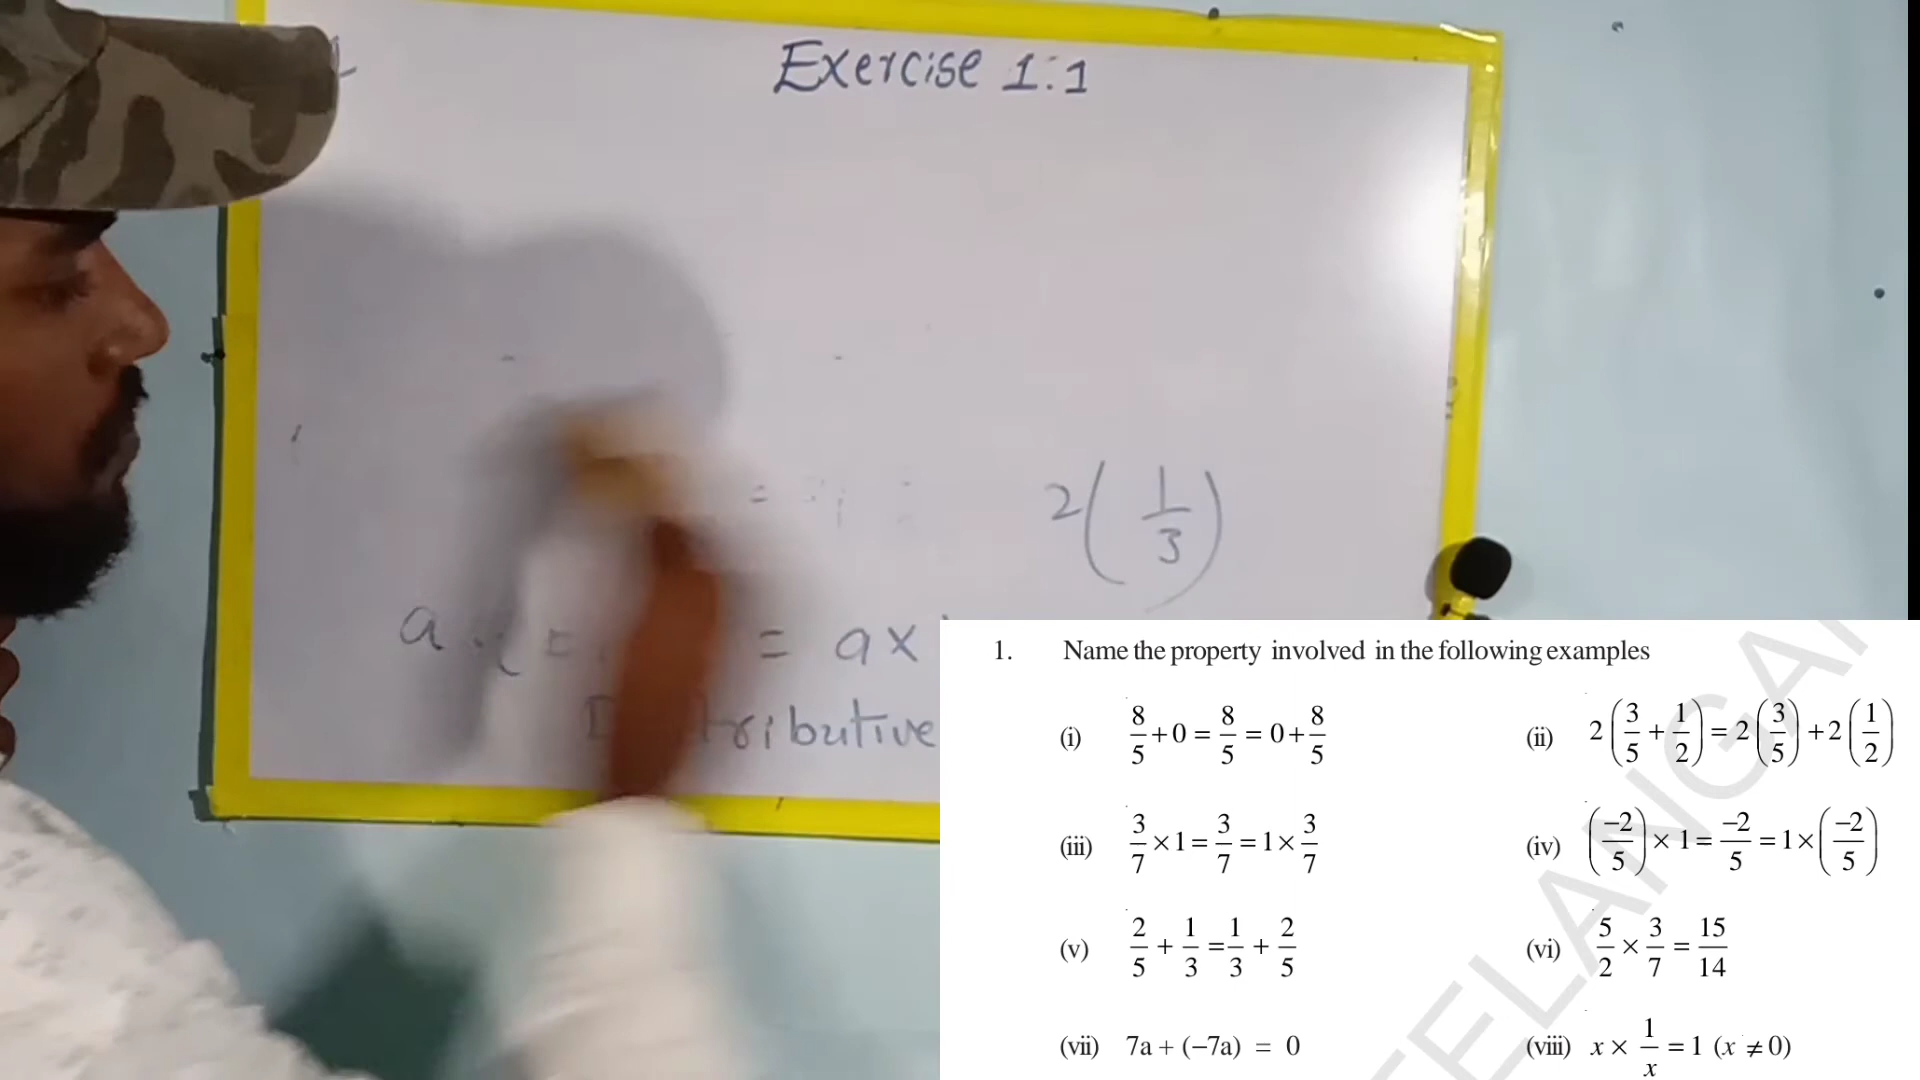 Exercise 1.1
2(1/3)
a = = a×
Distributive
1. Name the property involved in the following examples
(i) 8/5 + 0 = 8/5 = 0 + 8/5 (ii) 2(3/5 + 1/2) = 2(3/5) + 2(1/2)
(iii) 3/7 × 1 = 3/7 = 1 × 3/7 (iv) (−2/5) × 1 = −2/5 = 1 × (−2/5)
(v) 2/5 + 1/3 = 1/3 + 2/5 (vi) 5/2 × 3/7 = 15/14
(vii) 7a + (−7a) = 0 (viii) x × 1/x = 1 (x ≠ 0)